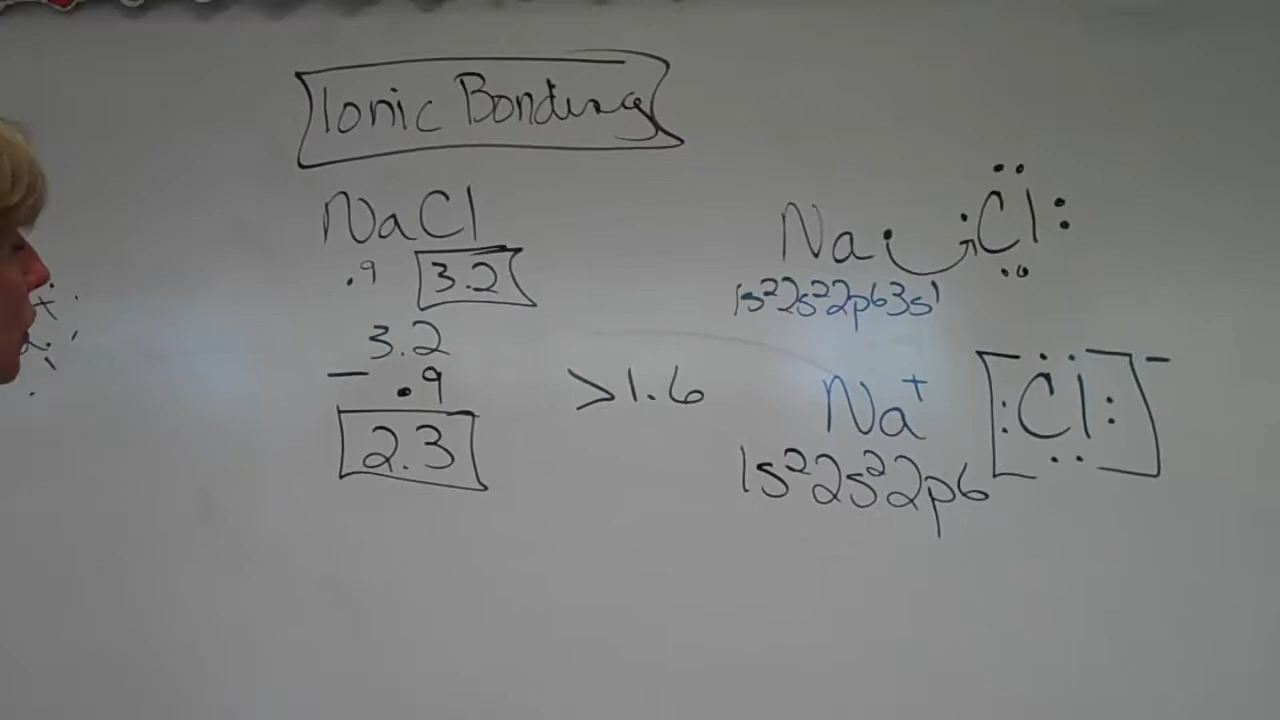 Ionic Bonding
NaCl
.9 3.2
3.2
- .9
2.3
>1.6
Na· :Cl:
1s²2s²2p63s¹
Na⁺ [:Cl:]⁻
1s²2s²2p6